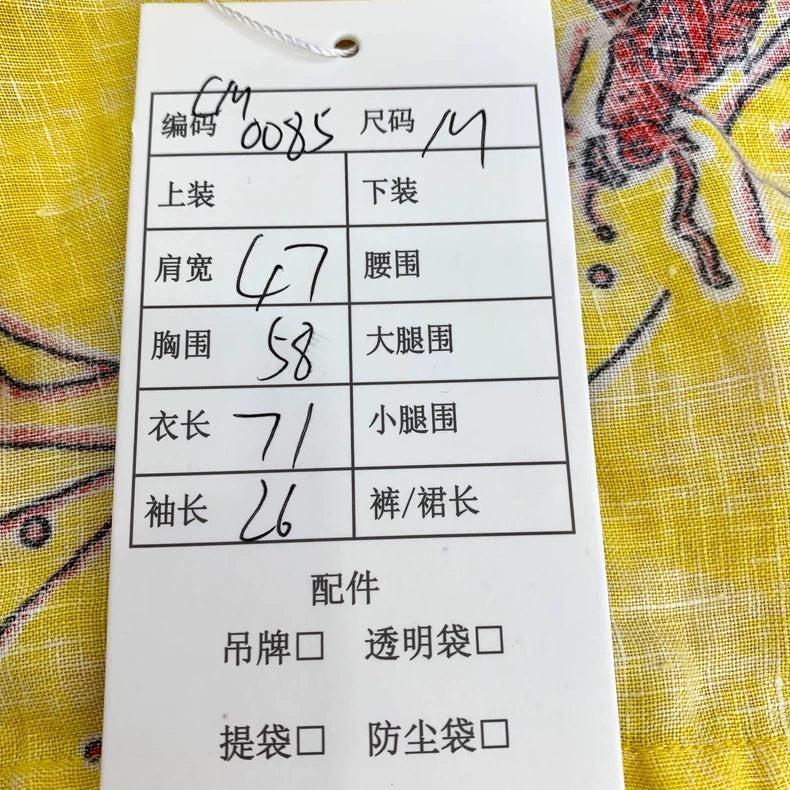 编码 CM 0085 尺码 M
上装 下装
肩宽 47 腰围
胸围 58 大腿围
衣长 71 小腿围
袖长 26 裤/裙长
配件
吊牌□ 透明袋□
提袋□ 防尘袋□